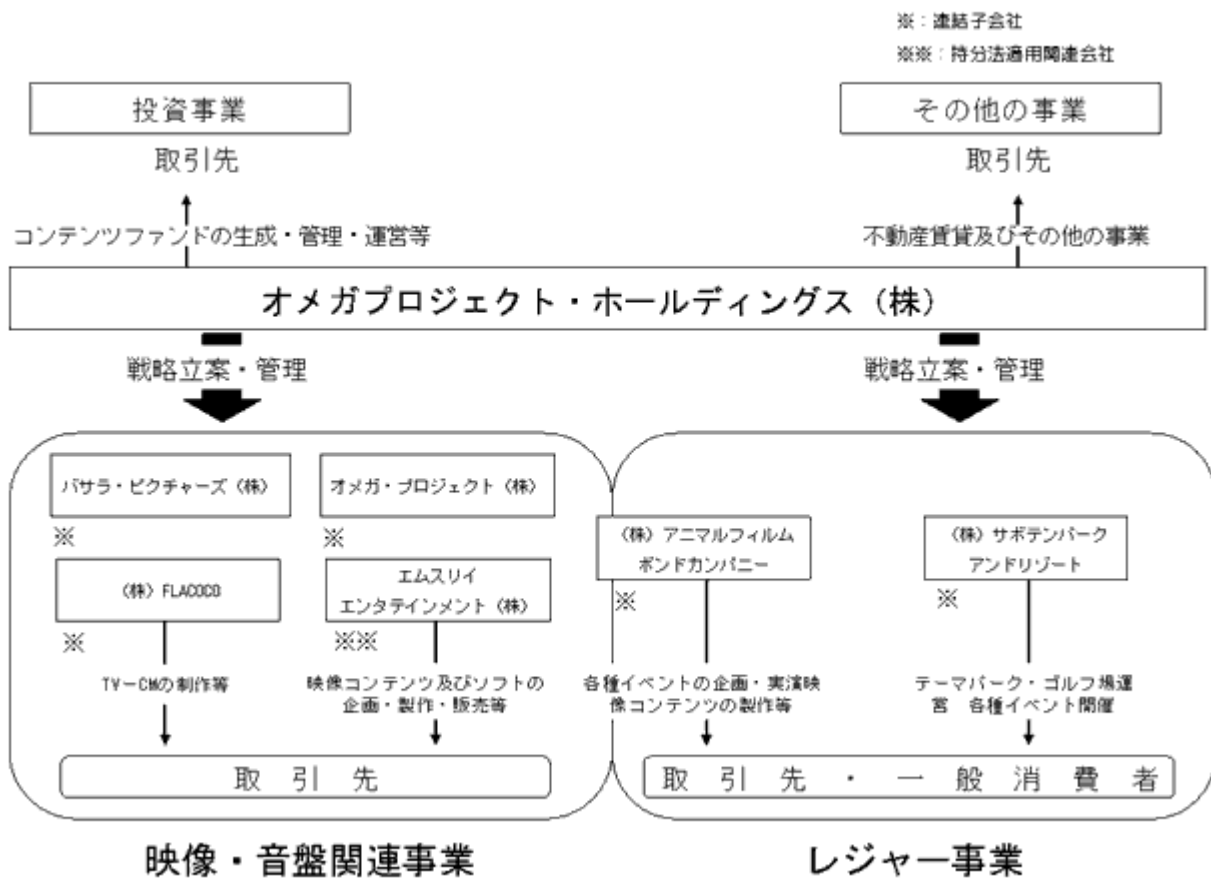 ※：連結子会社
※※：持分法適用関連会社
投資事業
その他の事業
取引先
取引先
コンテンツファンドの生成・管理・運営等
不動産賃貸及びその他の事業
オメガプロジェクト・ホールディングス（株）
戦略立案・管理
戦略立案・管理
バサラ・ピクチャーズ（株）
オメガ・プロジェクト（株）
※
※
（株）アニマルフィルム
ボンドカンパニー
※
（株）サボテンパーク
アンドリゾート
※
（株）FLACOCO
※
エムスリイ
エンタテインメント（株）
※※
TV－CMの制作等
映像コンテンツ及びソフトの
企画・製作・販売等
各種イベントの企画・実演映
像コンテンツの製作等
テーマパーク・ゴルフ場運
営　各種イベント開催
取引先
取引先・一般消費者
映像・音盤関連事業
レジャー事業